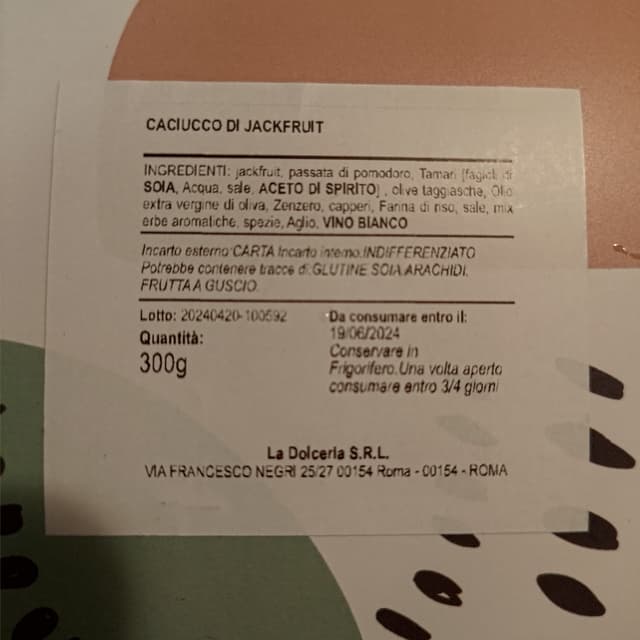 CACIUCCO DI JACKFRUIT
INGREDIENTI: jackfruit, passata di pomodoro, Tamari [fagioli di
SOIA, Acqua, sale, ACETO DI SPIRITO] , olive taggiasche, Olio
extra vergine di oliva, Zenzero, capperi, Farina di riso, sale, mix
erbe aromatiche, spezie, Aglio, VINO BIANCO
Incarto esterno:CARTA Incarto interno:INDIFFERENZIATO
Potrebbe contenere tracce di:GLUTINE SOIA ARACHIDI,
FRUTTA A GUSCIO.
Lotto: 20240420-100592
Da consumare entro il:
Quantità:
19/06/2024
300g
Conservare in
Frigorifero.Una volta aperto
consumare entro 3/4 giorni
La Dolceria S.R.L.
VIA FRANCESCO NEGRI 25/27 00154 Roma - 00154 - ROMA